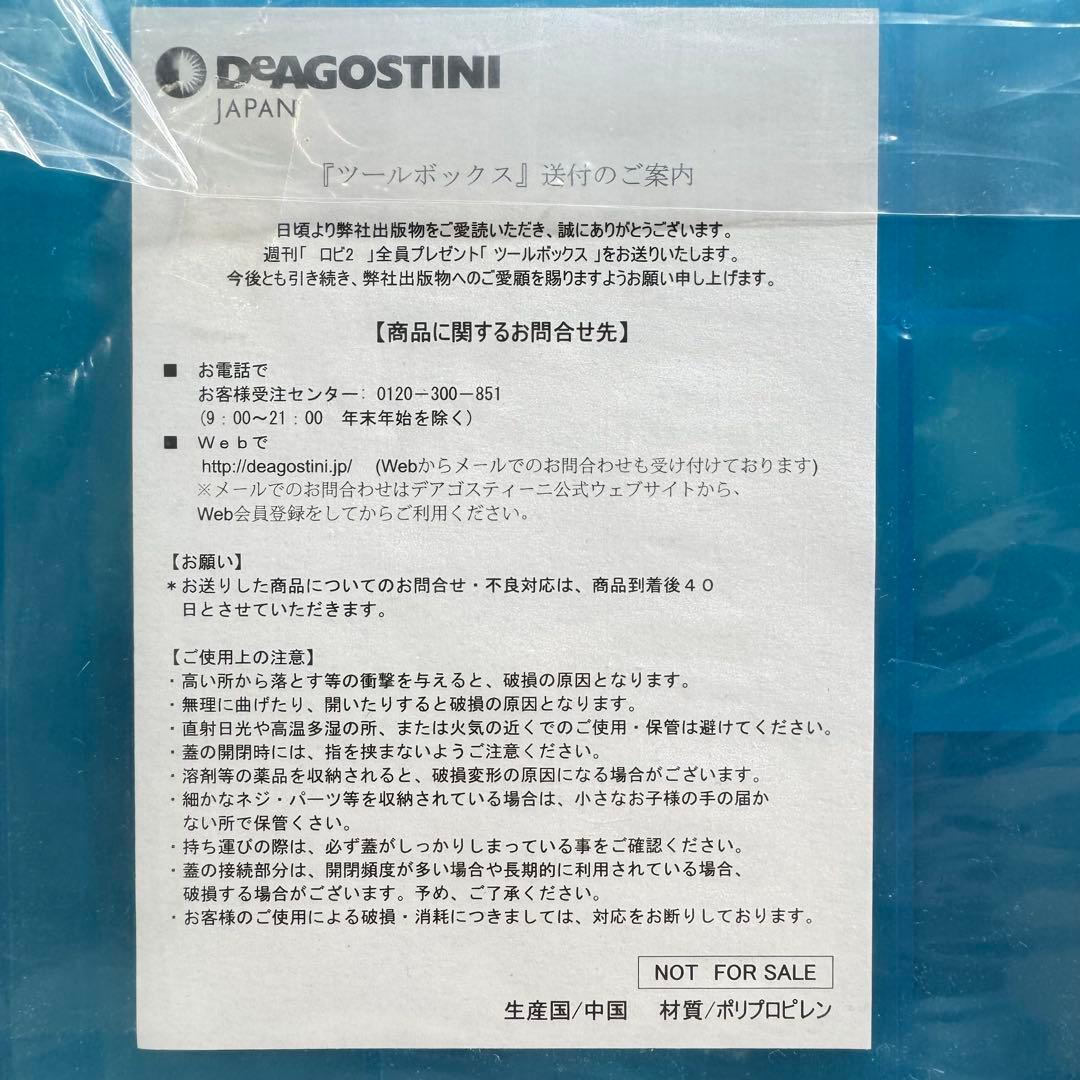 DeAGOSTINI
JAPAN
『ツールボックス』送付のご案内
日頃より弊社出版物をご愛読いただき、誠にありがとうございます。
週刊「 ロビ2 」全員プレゼント「 ツールボックス 」をお送りいたします。
今後とも引き続き、弊社出版物へのご愛顧を賜りますようお願い申し上げます。
【商品に関するお問合せ先】
■ お電話で
お客様受注センター: 0120－300－851
(9：00～21：00 年末年始を除く)
■ Ｗｅｂで
http://deagostini.jp/ (Webからメールでのお問合わせも受け付けております)
※メールでのお問合わせはデアゴスティーニ公式ウェブサイトから、
Web会員登録をしてからご利用ください。
【お願い】
＊お送りした商品についてのお問合せ・不良対応は、商品到着後４０
日とさせていただきます。
【ご使用上の注意】
・高い所から落とす等の衝撃を与えると、破損の原因となります。
・無理に曲げたり、開いたりすると破損の原因となります。
・直射日光や高温多湿の所、または火気の近くでのご使用・保管は避けてください。
・蓋の開閉時には、指を挟まないようご注意ください。
・溶剤等の薬品を収納されると、破損変形の原因になる場合がございます。
・細かなネジ・パーツ等を収納されている場合は、小さなお子様の手の届か
ない所で保管くさい。
・持ち運びの際は、必ず蓋がしっかりしまっている事をご確認ください。
・蓋の接続部分は、開閉頻度が多い場合や長期的に利用されている場合、
破損する場合がございます。予め、ご了承ください。
・お客様のご使用による破損・消耗につきましては、対応をお断りしております。
NOT FOR SALE
生産国/中国 材質/ポリプロピレン